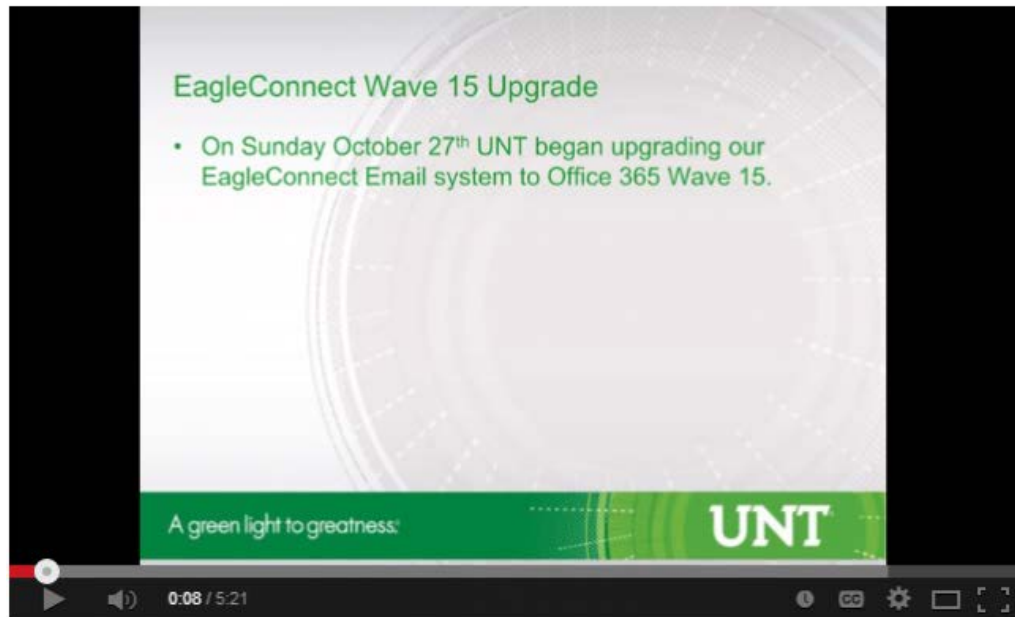 EagleConnect Wave 15 Upgrade
• On Sunday October 27th UNT began upgrading our
EagleConnect Email system to Office 365 Wave 15.
A green light to greatness.
UNT
0:08 / 5:21
CC